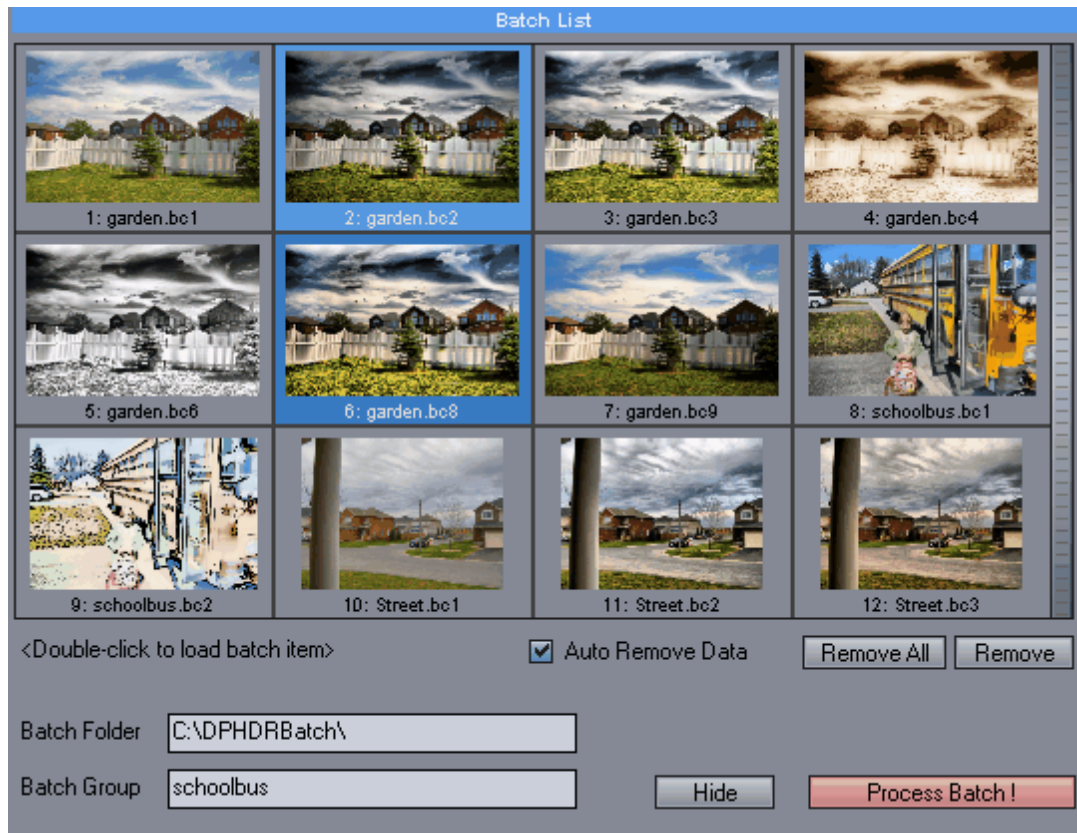 Batch List
1: garden.bc1
2: garden.bc2
3: garden.bc3
4: garden.bc4
5: garden.bc6
6: garden.bc8
7: garden.bc9
8: schoolbus.bc1
9: schoolbus.bc2
10: Street.bc1
11: Street.bc2
12: Street.bc3
<Double-click to load batch item>
Auto Remove Data
Remove All
Remove
Batch Folder
C:\DPHDRBatch\
Batch Group
schoolbus
Hide
Process Batch !